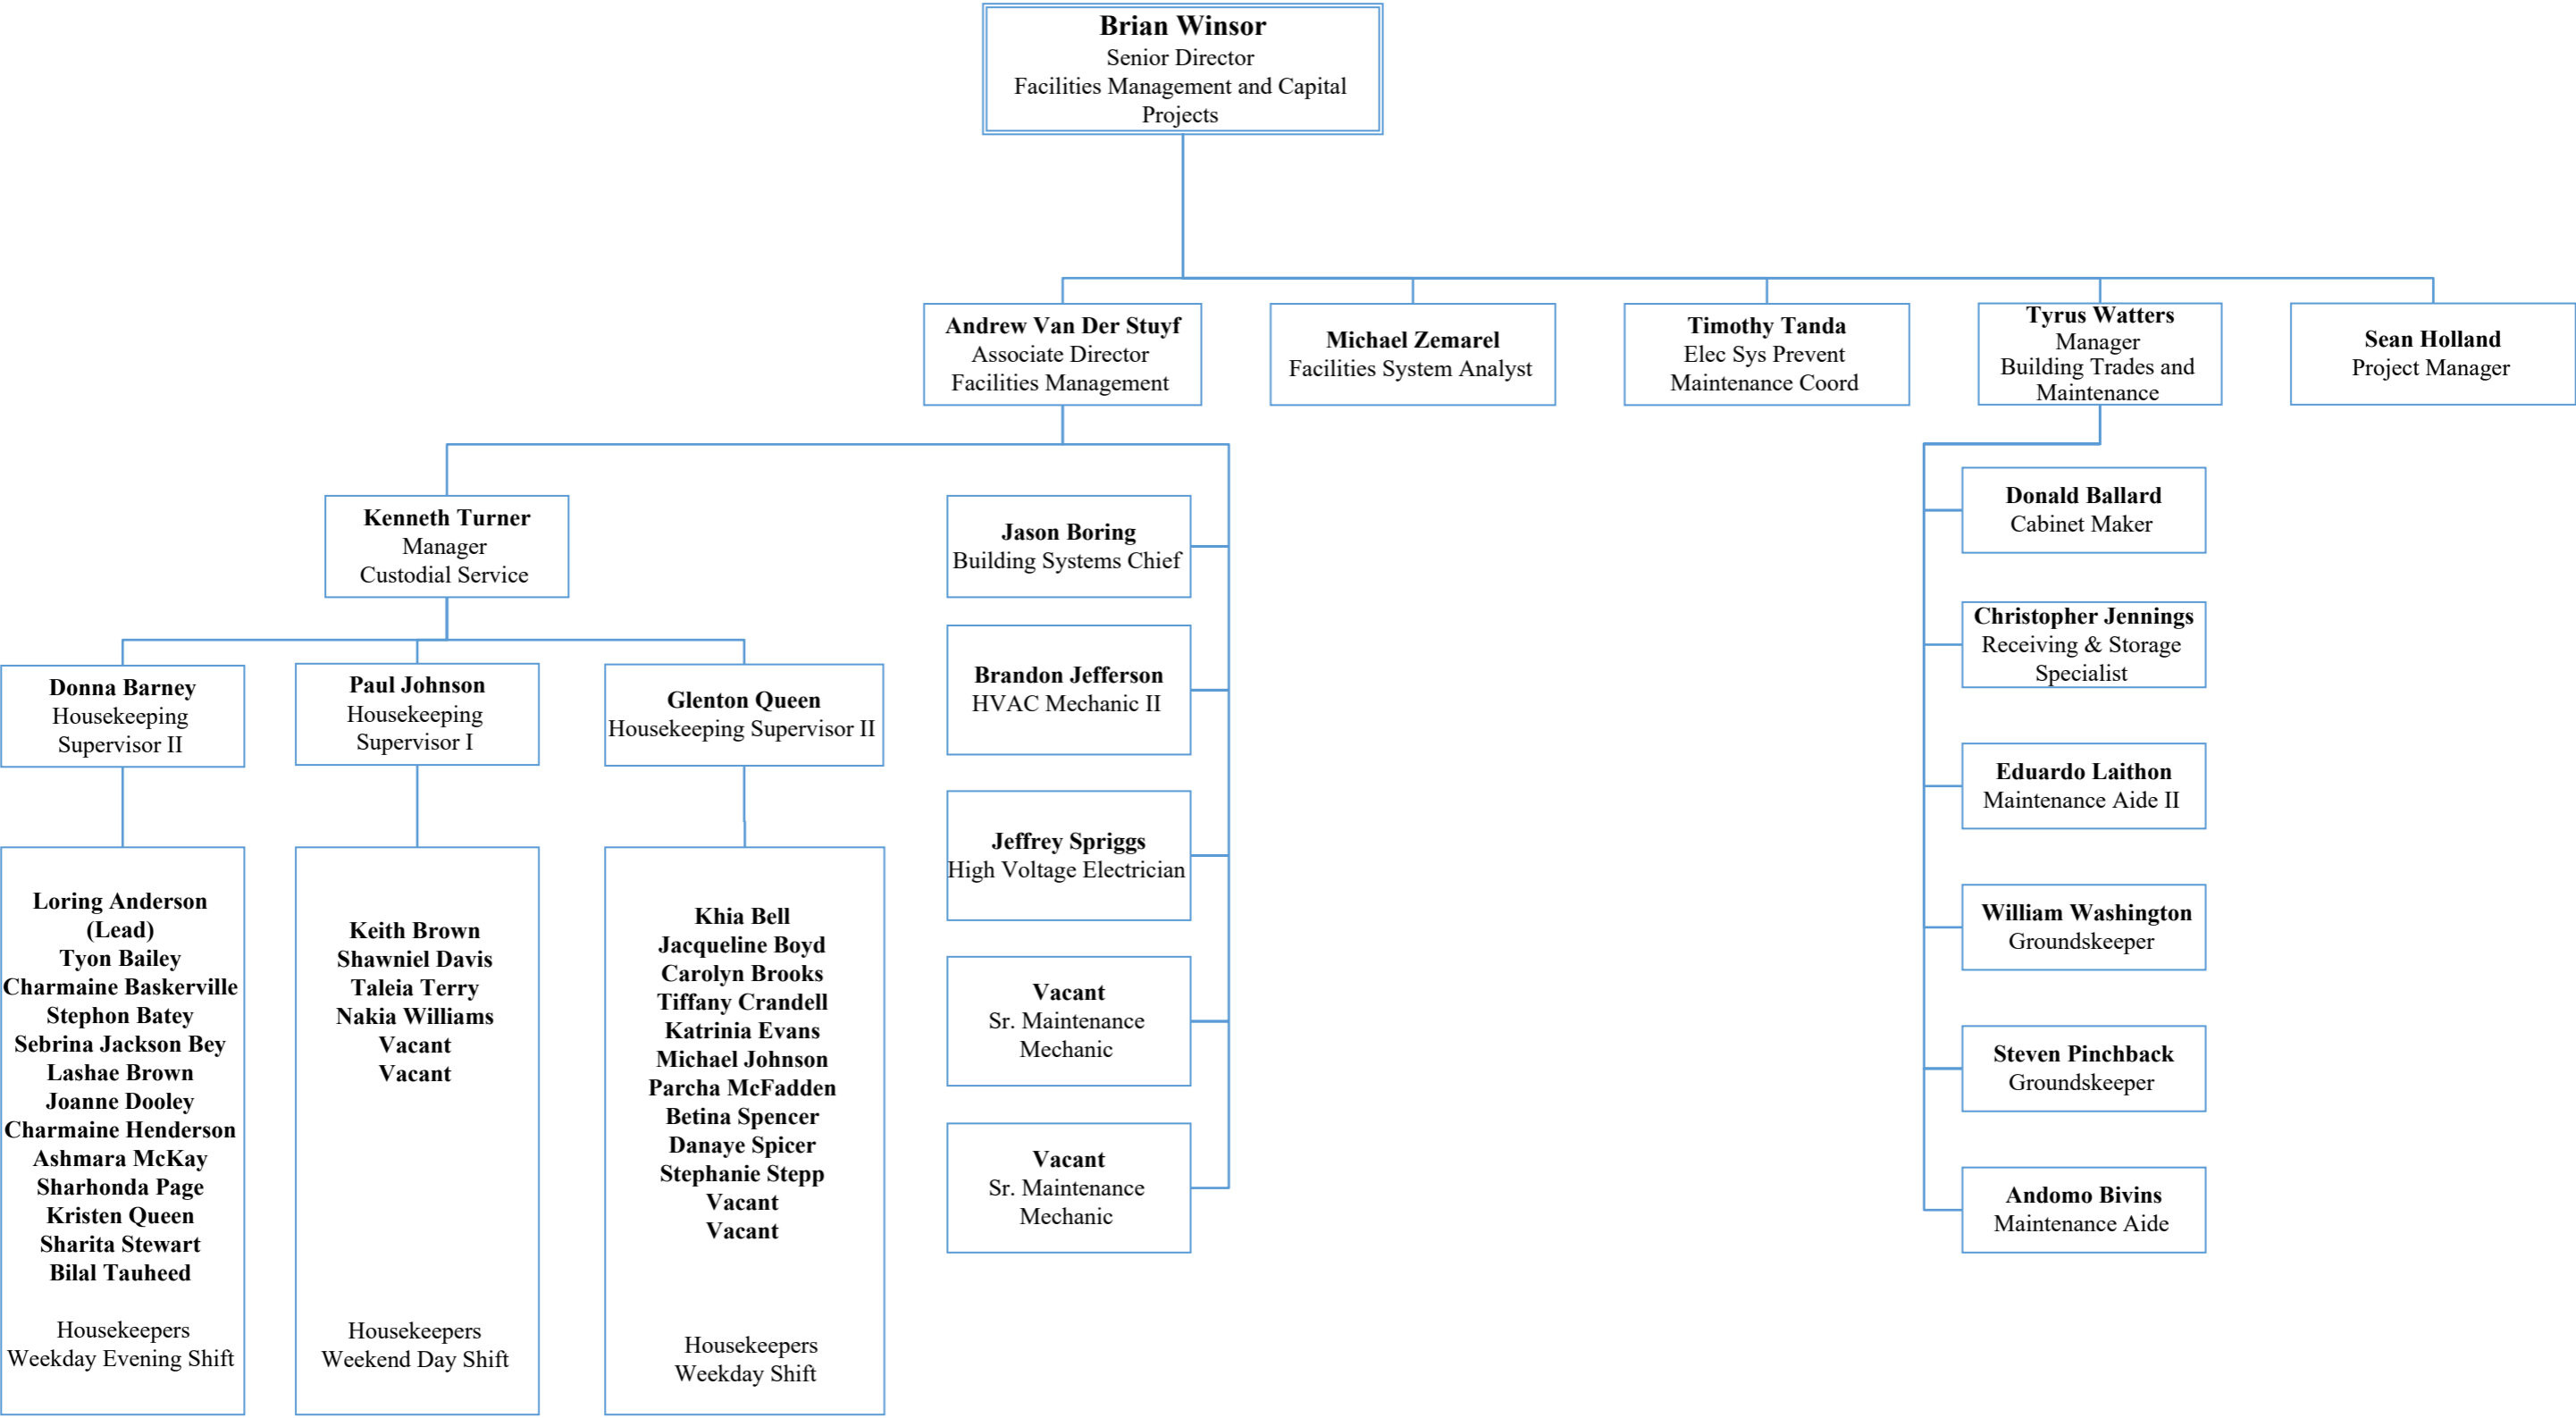 Brian Winsor
Senior Director
Facilities Management and Capital
Projects
Andrew Van Der Stuyf
Associate Director
Facilities Management
Michael Zemarel
Facilities System Analyst
Timothy Tanda
Elec Sys Prevent
Maintenance Coord
Tyrus Watters
Manager
Building Trades and
Maintenance
Sean Holland
Project Manager
Kenneth Turner
Manager
Custodial Service
Donna Barney
Housekeeping
Supervisor II
Paul Johnson
Housekeeping
Supervisor I
Glenton Queen
Housekeeping Supervisor II
Loring Anderson
(Lead)
Tyon Bailey
Charmaine Baskerville
Stephon Batey
Sebrina Jackson Bey
Lashae Brown
Joanne Dooley
Charmaine Henderson
Ashmara McKay
Sharhonda Page
Kristen Queen
Sharita Stewart
Bilal Tauheed
Housekeepers
Weekday Evening Shift
Keith Brown
Shawniel Davis
Taleia Terry
Nakia Williams
Vacant
Vacant
Housekeepers
Weekend Day Shift
Khia Bell
Jacqueline Boyd
Carolyn Brooks
Tiffany Crandell
Katrinia Evans
Michael Johnson
Parcha McFadden
Betina Spencer
Danaye Spicer
Stephanie Stepp
Vacant
Vacant
Housekeepers
Weekday Shift
Jason Boring
Building Systems Chief
Brandon Jefferson
HVAC Mechanic II
Jeffrey Spriggs
High Voltage Electrician
Vacant
Sr. Maintenance
Mechanic
Vacant
Sr. Maintenance
Mechanic
Donald Ballard
Cabinet Maker
Christopher Jennings
Receiving & Storage
Specialist
Eduardo Laithon
Maintenance Aide II
William Washington
Groundskeeper
Steven Pinchback
Groundskeeper
Andomo Bivins
Maintenance Aide